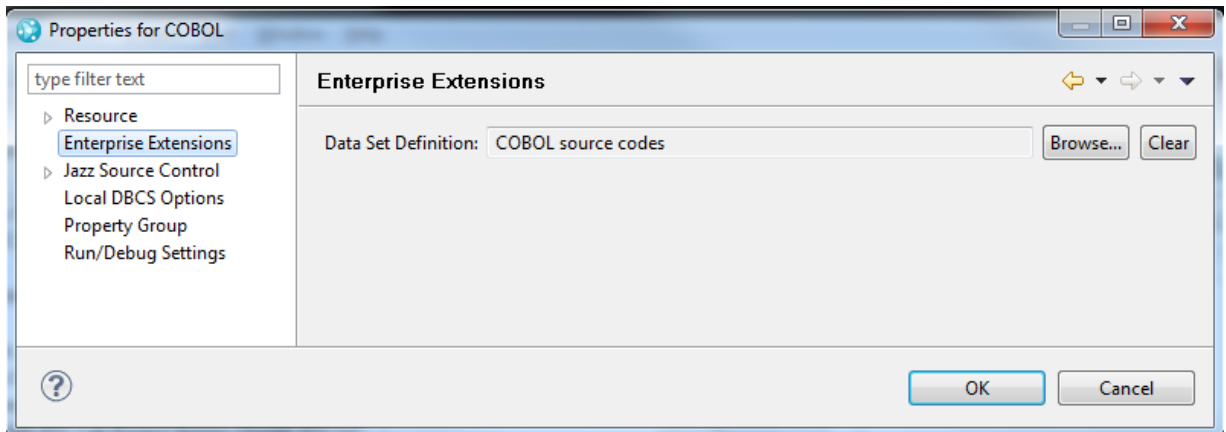 Properties for COBOL
type filter text
Resource
Enterprise Extensions
Jazz Source Control
Local DBCS Options
Property Group
Run/Debug Settings
Enterprise Extensions
Data Set Definition: COBOL source codes Browse... Clear
? OK Cancel